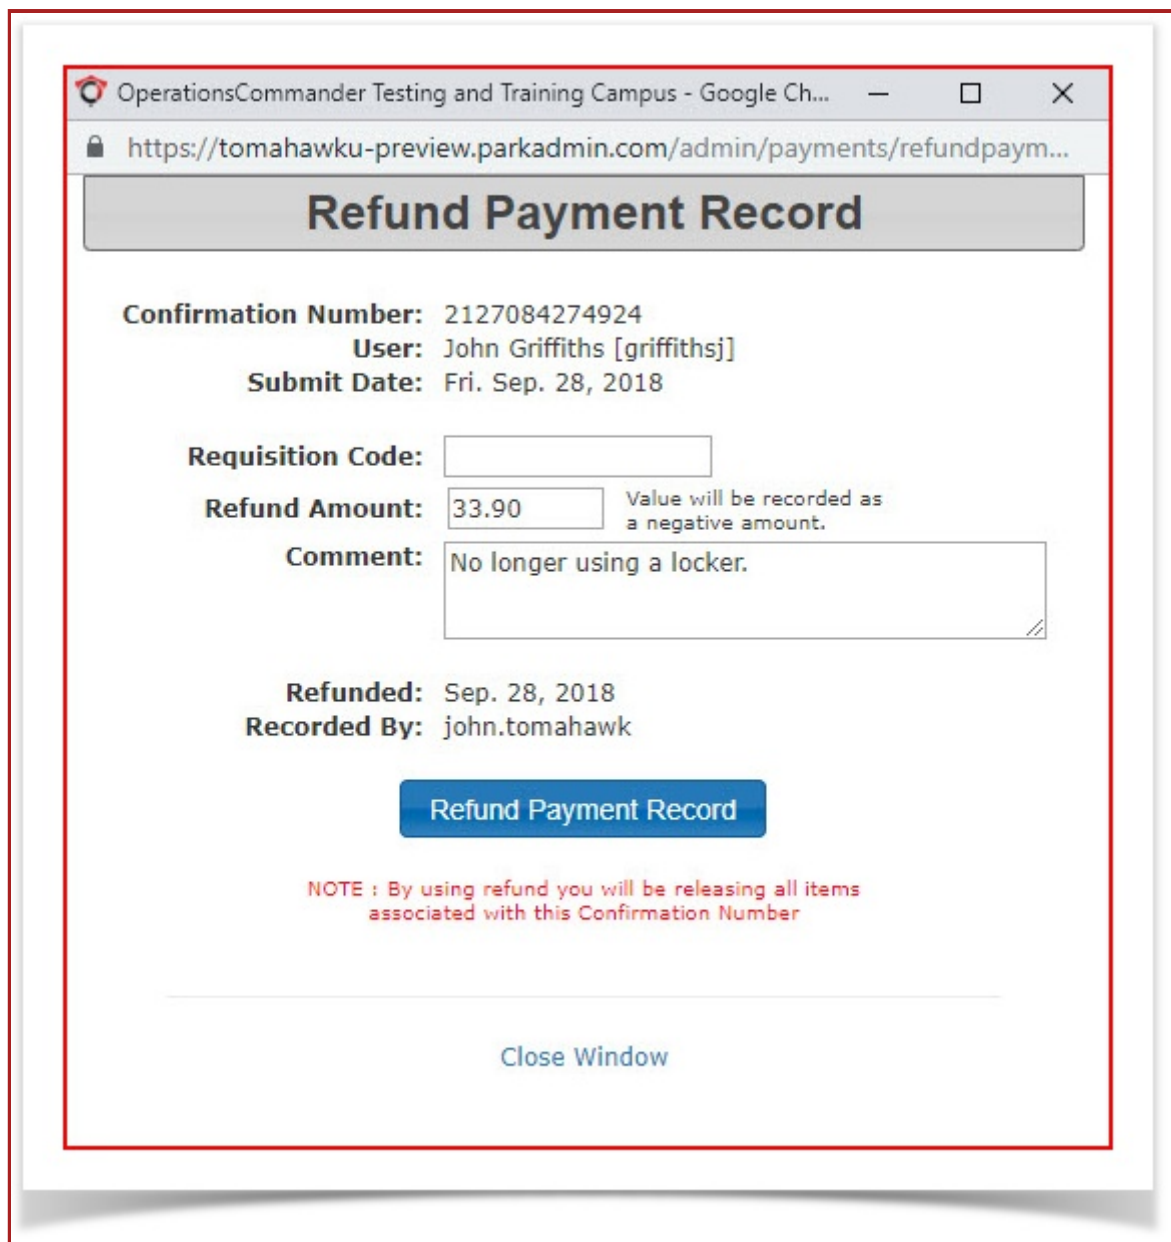 OperationsCommander Testing and Training Campus - Google Ch...
https://tomahawku-preview.parkadmin.com/admin/payments/refundpaym...
Refund Payment Record
Confirmation Number: 2127084274924
User: John Griffiths [griffithsj]
Submit Date: Fri. Sep. 28, 2018
Requisition Code:
Refund Amount: 33.90 Value will be recorded as
a negative amount.
Comment: No longer using a locker.
Refunded: Sep. 28, 2018
Recorded By: john.tomahawk
Refund Payment Record
NOTE : By using refund you will be releasing all items
associated with this Confirmation Number
Close Window